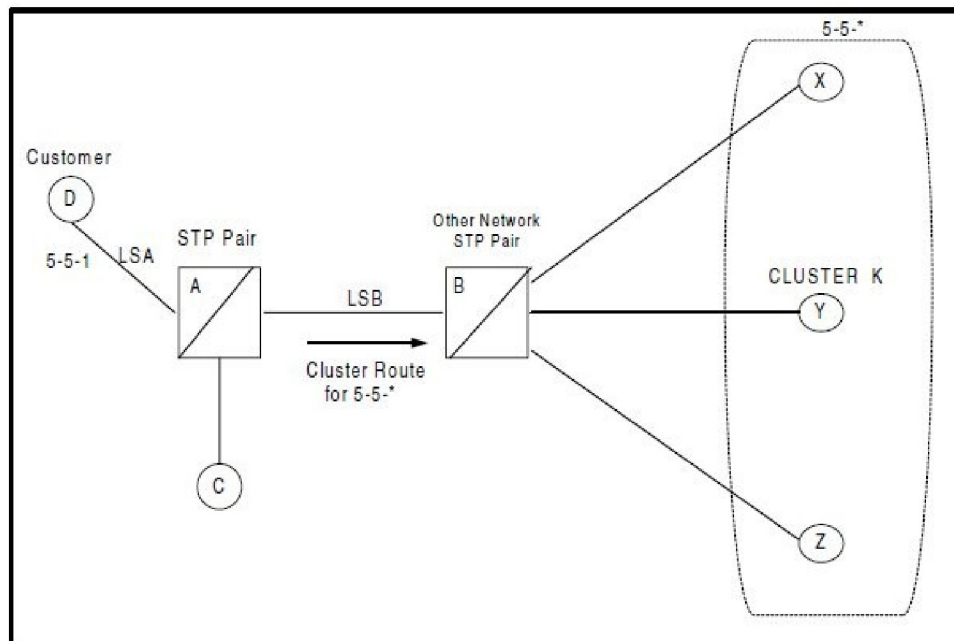 5-5-*
X
Customer
D
5-5-1
LSA
STP Pair
A
LSB
Cluster Route
for 5-5-*
Other Network
STP Pair
B
CLUSTER K
Y
C
Z